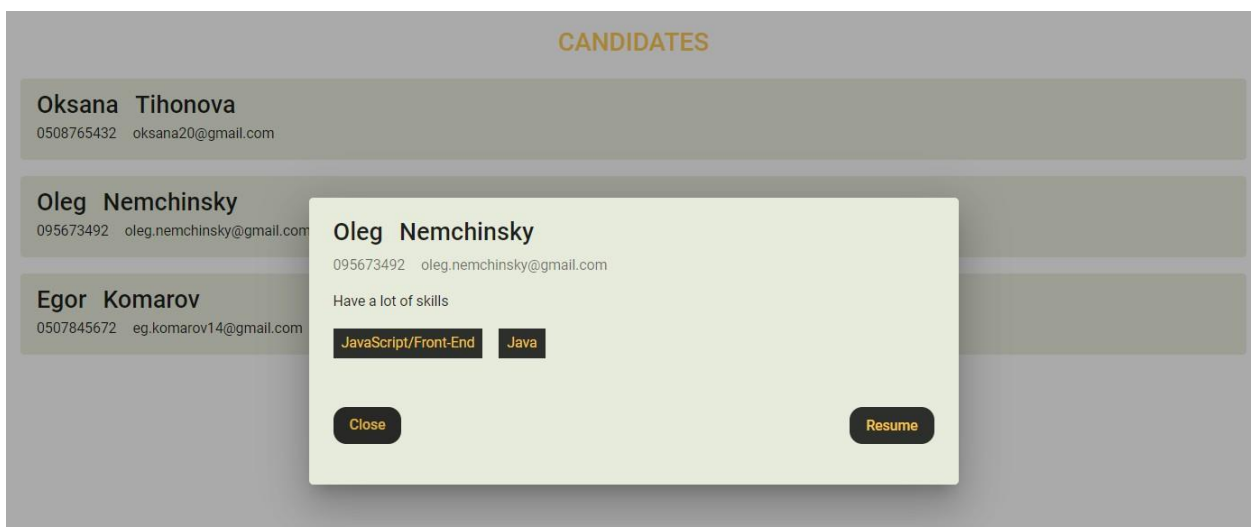 CANDIDATES
Oksana Tihonova
0508765432 oksana20@gmail.com
Oleg Nemchinsky
095673492 oleg.nemchinsky@gmail.com
Egor Komarov
0507845672 eg.komarov14@gmail.com
Oleg Nemchinsky
095673492 oleg.nemchinsky@gmail.com
Have a lot of skills
JavaScript/Front-End Java
Close Resume